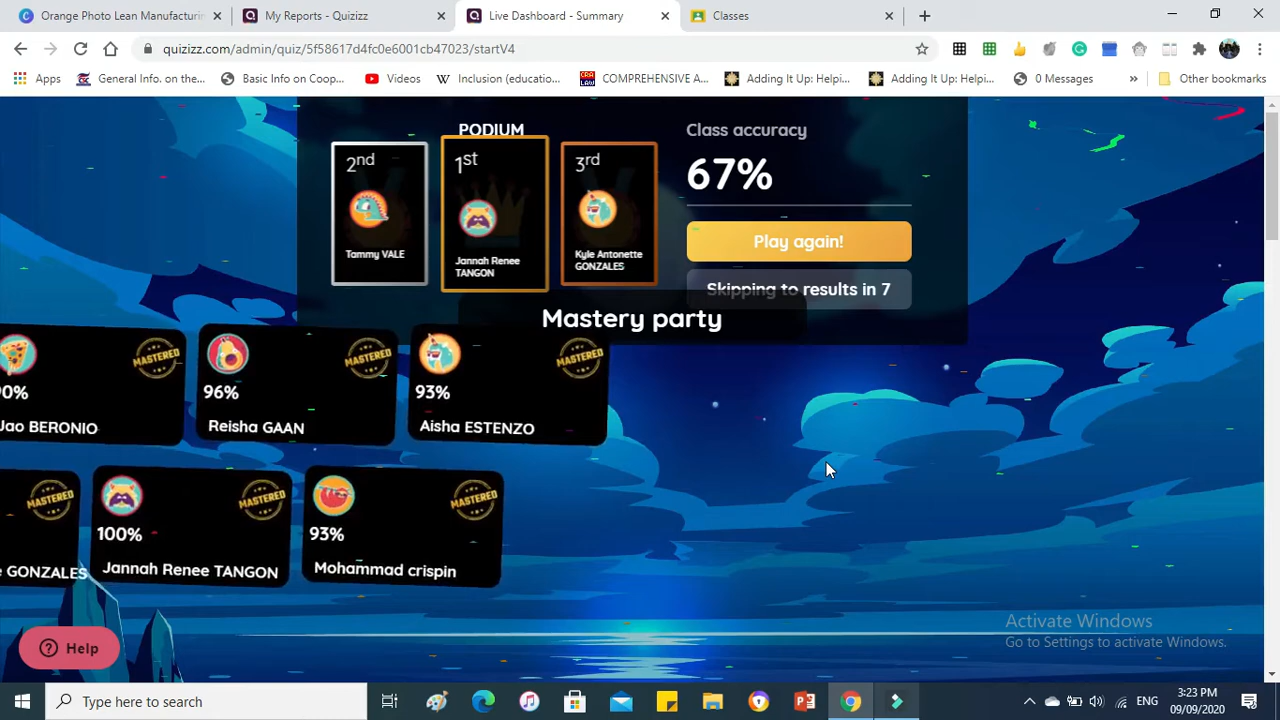 Orange Photo Lean Manufacturin
My Reports - Quizizz
Live Dashboard - Summary
Classes
quizizz.com/admin/quiz/5f58617d4fc0e6001cb47023/startV4
Apps
General Info. on the...
Basic Info on Coop...
Videos
Inclusion (educatio...
COMPREHENSIVE A...
Adding It Up: Helpi...
Adding It Up: Helpi...
0 Messages
Other bookmarks
PODIUM
2nd
Tammy VALE
1st
Jannah Renee
TANGON
3rd
Kyle Antonette
GONZALES
Class accuracy
67%
Play again!
Skipping to results in 7
Mastery party
MASTERED
90%
Jao BERONIO
MASTERED
96%
Reisha GAAN
MASTERED
93%
Aisha ESTENZO
MASTERED
GONZALES
MASTERED
100%
Jannah Renee TANGON
MASTERED
93%
Mohammad crispin
Activate Windows
Go to Settings to activate Windows.
Help
Type here to search
ENG
3:23 PM
09/09/2020